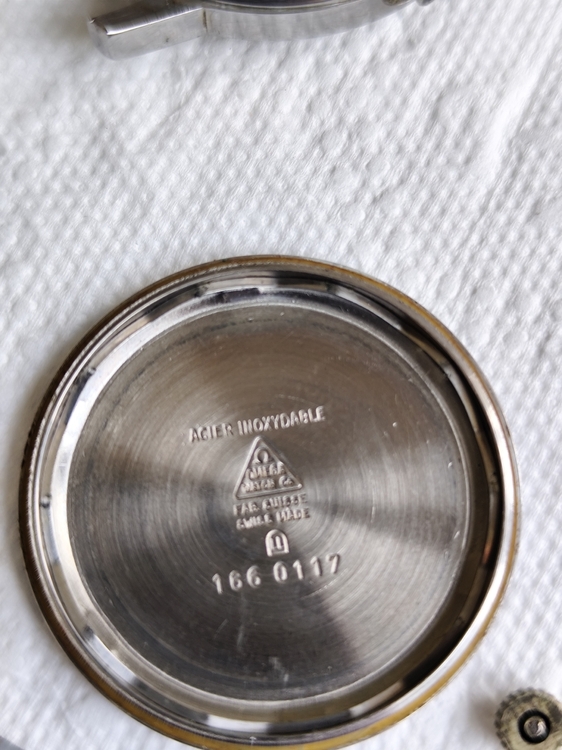 ACIER INOXYDABLE
Ω
OMEGA
WATCH Co
FAB. SUISSE
SWISS MADE
166 0117